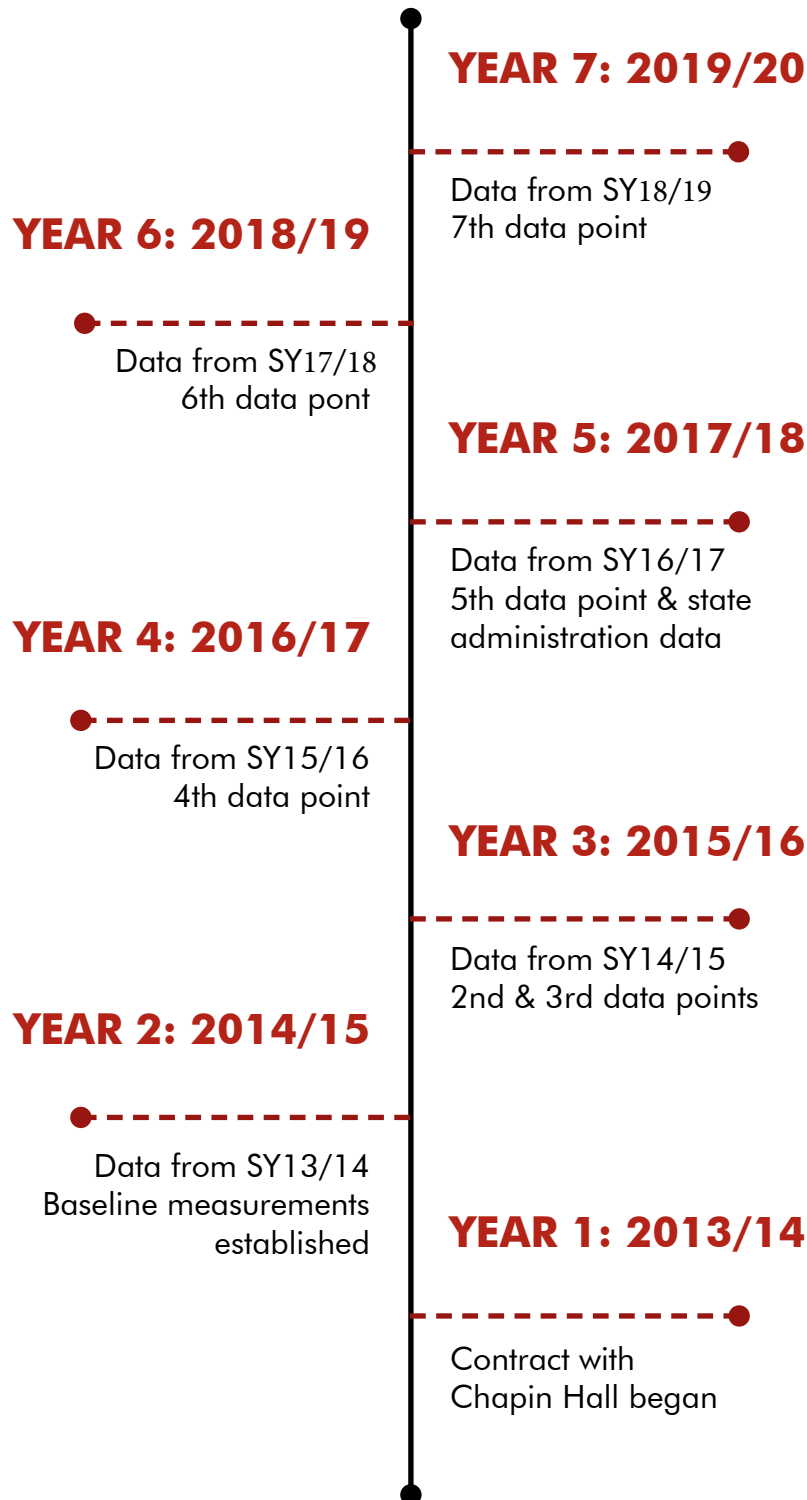 YEAR 7: 2019/20
Data from SY18/19
7th data point
YEAR 6: 2018/19
Data from SY17/18
6th data pont
YEAR 5: 2017/18
Data from SY16/17
5th data point & state
administration data
YEAR 4: 2016/17
Data from SY15/16
4th data point
YEAR 3: 2015/16
Data from SY14/15
2nd & 3rd data points
YEAR 2: 2014/15
Data from SY13/14
Baseline measurements
established
YEAR 1: 2013/14
Contract with
Chapin Hall began